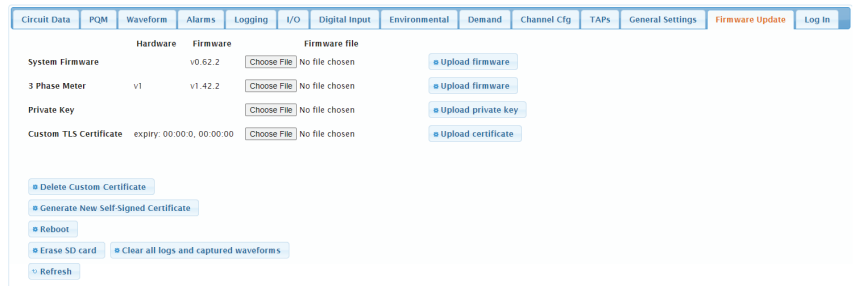 Circuit Data PQM Waveform Alarms Logging I/O Digital Input Environmental Demand Channel Cfg TAPs General Settings Firmware Update Log In
Hardware Firmware Firmware file
System Firmware v0.62.2 Choose File No file chosen Upload firmware
3 Phase Meter v1 v1.42.2 Choose File No file chosen Upload firmware
Private Key Choose File No file chosen Upload private key
Custom TLS Certificate expiry: 00:00:0, 00:00:00 Choose File No file chosen Upload certificate
Delete Custom Certificate
Generate New Self-Signed Certificate
Reboot
Erase SD card Clear all logs and captured waveforms
Refresh